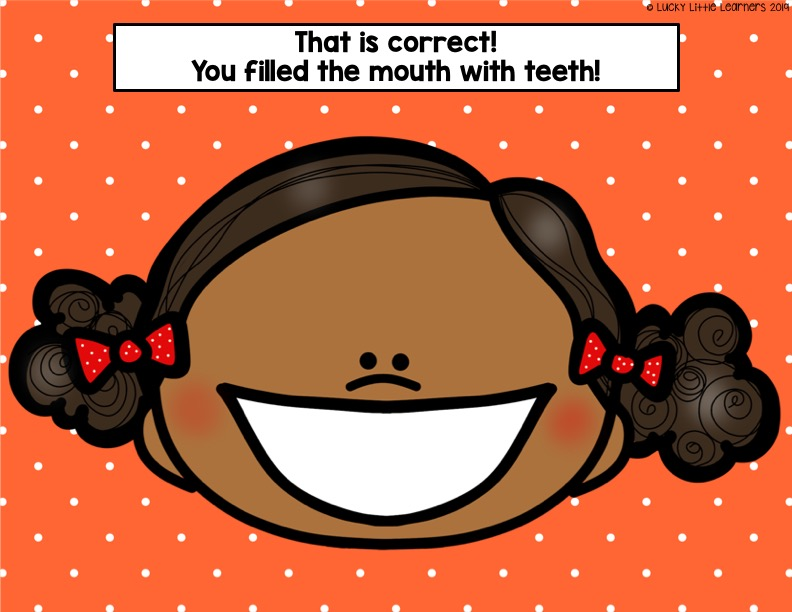 © Lucky Little Learners 2019
That is correct!
You filled the mouth with teeth!